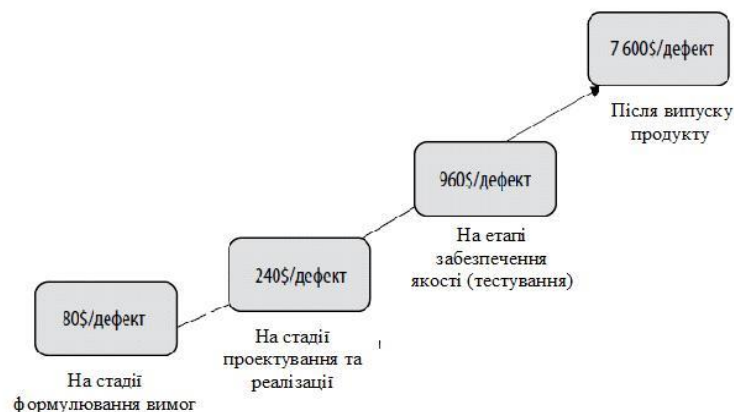 7 600$/дефект
Після випуску
продукту
960$/дефект
На етапі
забезпечення
якості (тестування)
240$/дефект
На стадії
проектування та
реалізації
80$/дефект
На стадії
формулювання вимог